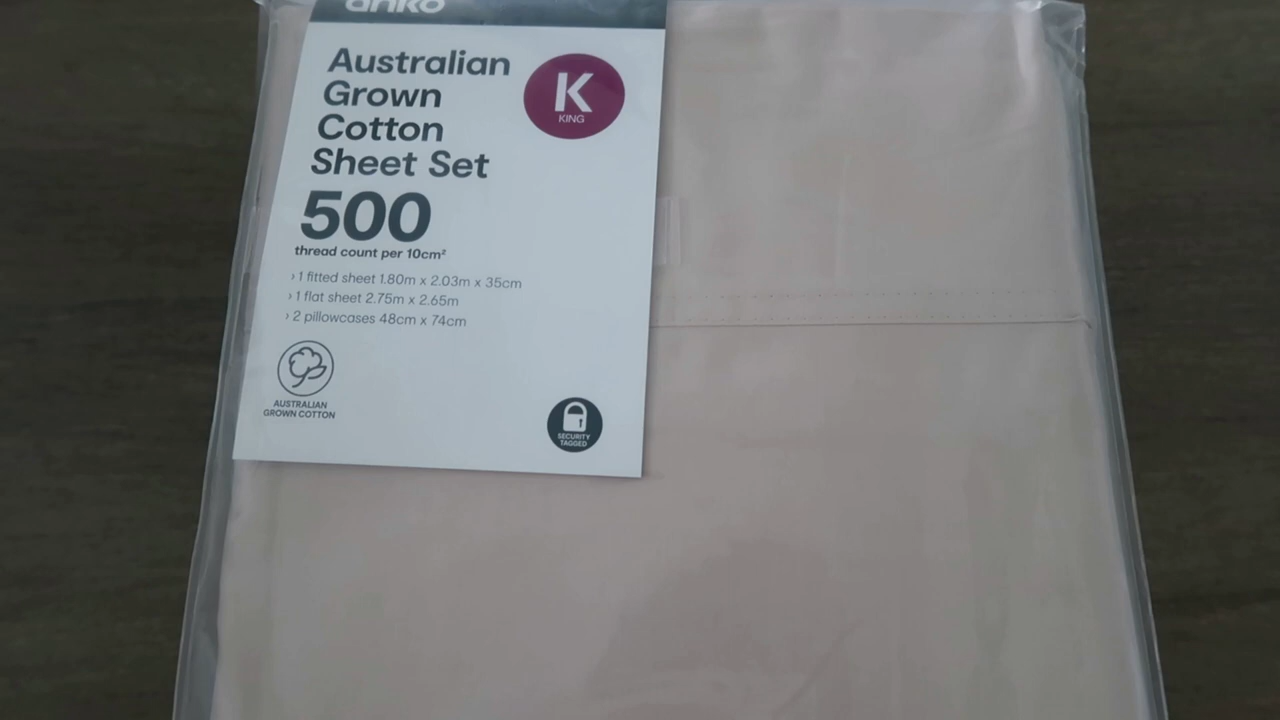 anko
Australian
Grown
Cotton
Sheet Set
K
KING
500
thread count per 10cm²
› 1 fitted sheet 1.80m x 2.03m x 35cm
› 1 flat sheet 2.75m x 2.65m
› 2 pillowcases 48cm x 74cm
AUSTRALIAN
GROWN COTTON
SECURITY
TAGGED